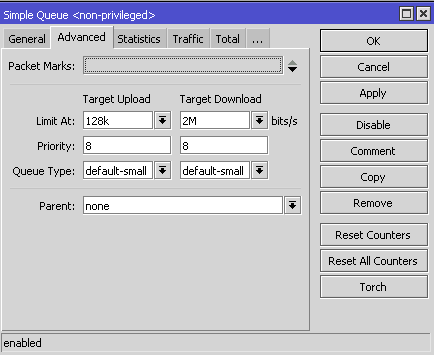 Simple Queue <non-privileged>
General Advanced Statistics Traffic Total ...
OK
Packet Marks:
Cancel
Apply
Target Upload Target Download
Limit At: 128k 2M bits/s
Disable
Priority: 8 8
Comment
Queue Type: default-small default-small
Copy
Parent: none
Remove
Reset Counters
Reset All Counters
Torch
enabled